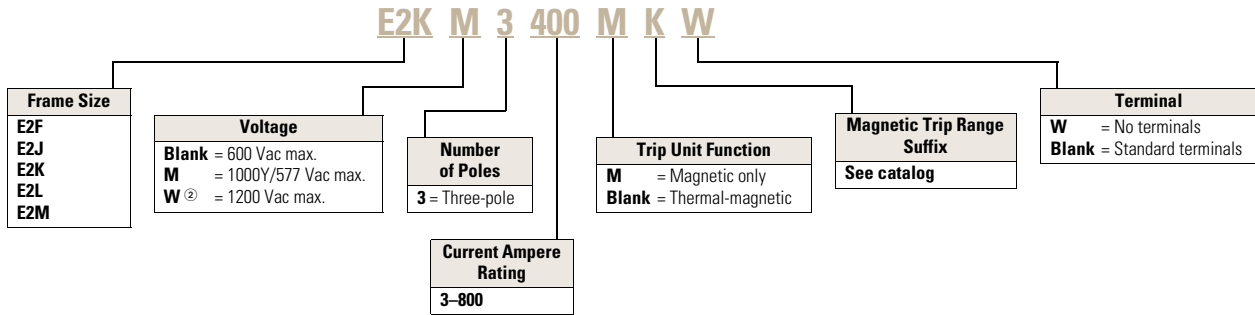 E2K M 3 400 M K W
Frame Size
E2F
E2J
E2K
E2L
E2M
Voltage
Blank = 600 Vac max.
M = 1000Y/577 Vac max.
W ② = 1200 Vac max.
Number
of Poles
3 = Three-pole
Current Ampere
Rating
3–800
Trip Unit Function
M = Magnetic only
Blank = Thermal-magnetic
Magnetic Trip Range
Suffix
See catalog
Terminal
W = No terminals
Blank = Standard terminals